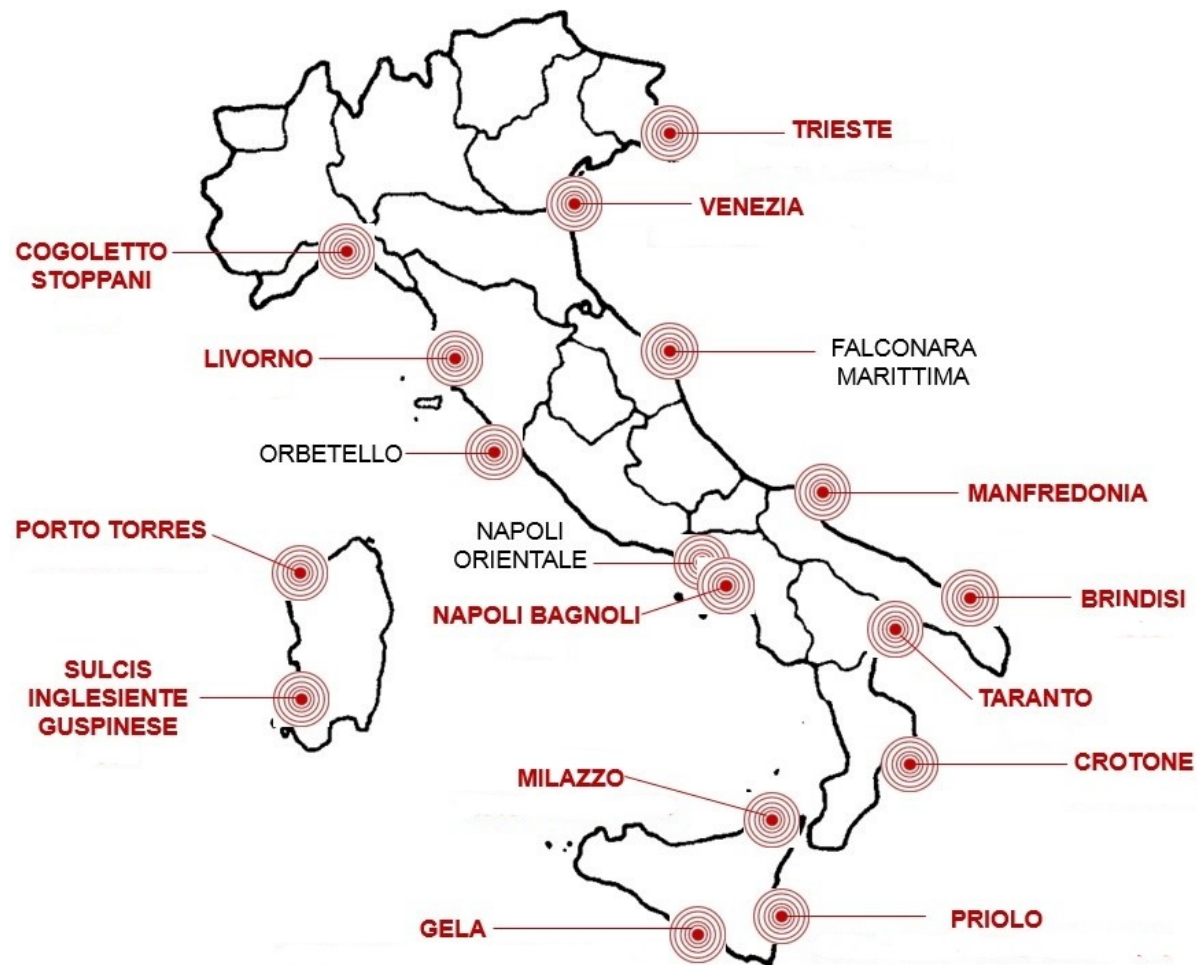 TRIESTE
VENEZIA
COGOLETTO
STOPPANI
LIVORNO
FALCONARA
MARITTIMA
ORBETELLO
MANFREDONIA
PORTO TORRES
NAPOLI
ORIENTALE
NAPOLI BAGNOLI
BRINDISI
SULCIS
INGLESIENTE
GUSPINESE
TARANTO
CROTONE
MILAZZO
GELA
PRIOLO